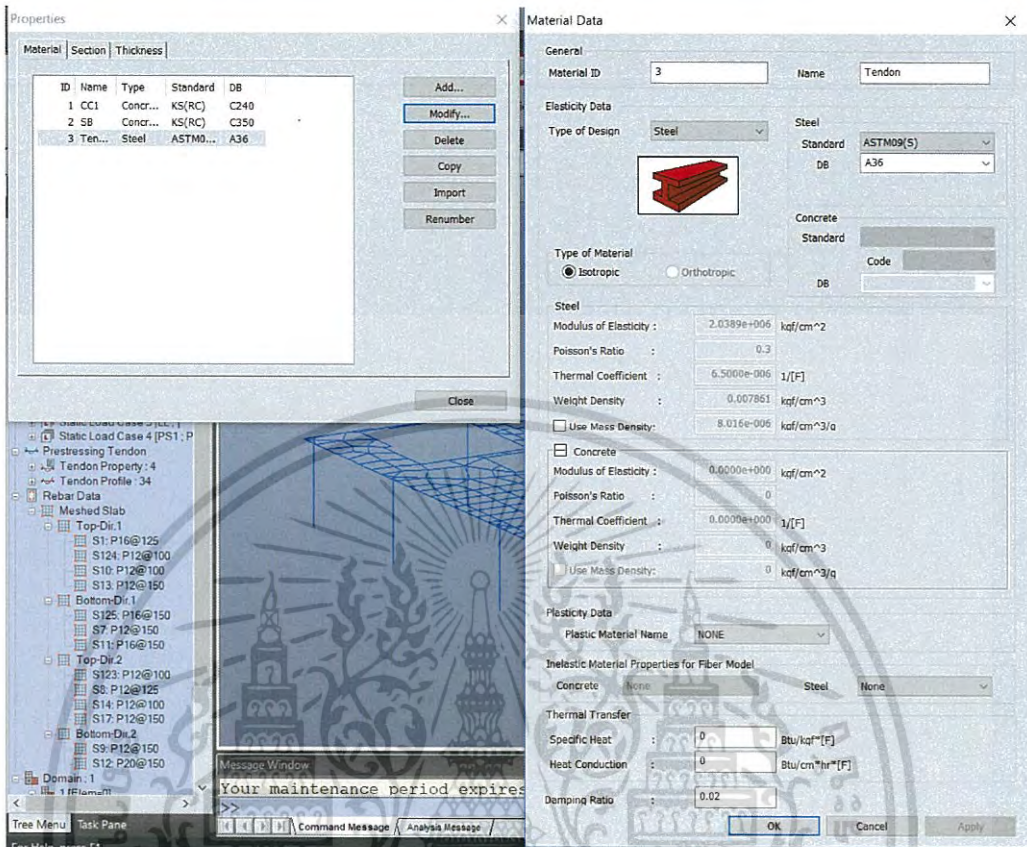 Properties
Material Section Thickness
ID Name Type Standard DB
1 CC1 Concr... KS(RC) C240
2 SB Concr... KS(RC) C350
3 Ten... Steel ASTM0... A36
Add...
Modify...
Delete
Copy
Import
Renumber
Close
Static Load Case 4 [PS1 ; P
Prestressing Tendon
Tendon Property : 4
Tendon Profile : 34
Rebar Data
Meshed Slab
Top-Dir.1
S1: P16@125
S124: P12@100
S10: P12@100
S13: P12@150
Bottom-Dir.1
S125: P16@150
S7: P12@150
S11: P16@150
Top-Dir.2
S123: P12@100
S8: P12@125
S14: P12@100
S17: P12@150
Bottom-Dir.2
S9: P12@150
S12: P20@150
Domain : 1
Tree Menu Task Pane
Message Window
Your maintenance period expires
>>
Command Message Analysis Message
Material Data
General
Material ID 3 Name Tendon
Elasticity Data
Type of Design Steel
Steel
Standard ASTM09(S)
DB A36
Concrete
Standard
Code
DB
Type of Material
Isotropic Orthotropic
Steel
Modulus of Elasticity : 2.0389e+006 kgf/cm^2
Poisson's Ratio : 0.3
Thermal Coefficient : 6.5000e-006 1/[F]
Weight Density : 0.007861 kgf/cm^3
Use Mass Density: 8.016e-006 kgf/cm^3/g
Concrete
Modulus of Elasticity : 0.0000e+000 kgf/cm^2
Poisson's Ratio : 0
Thermal Coefficient : 0.0000e+000 1/[F]
Weight Density : 0 kgf/cm^3
Use Mass Density: 0 kgf/cm^3/g
Plasticity Data
Plastic Material Name NONE
Inelastic Material Properties for Fiber Model
Concrete None Steel None
Thermal Transfer
Specific Heat : 0 Btu/kgf*[F]
Heat Conduction : 0 Btu/cm*hr*[F]
Damping Ratio : 0.02
OK Cancel Apply